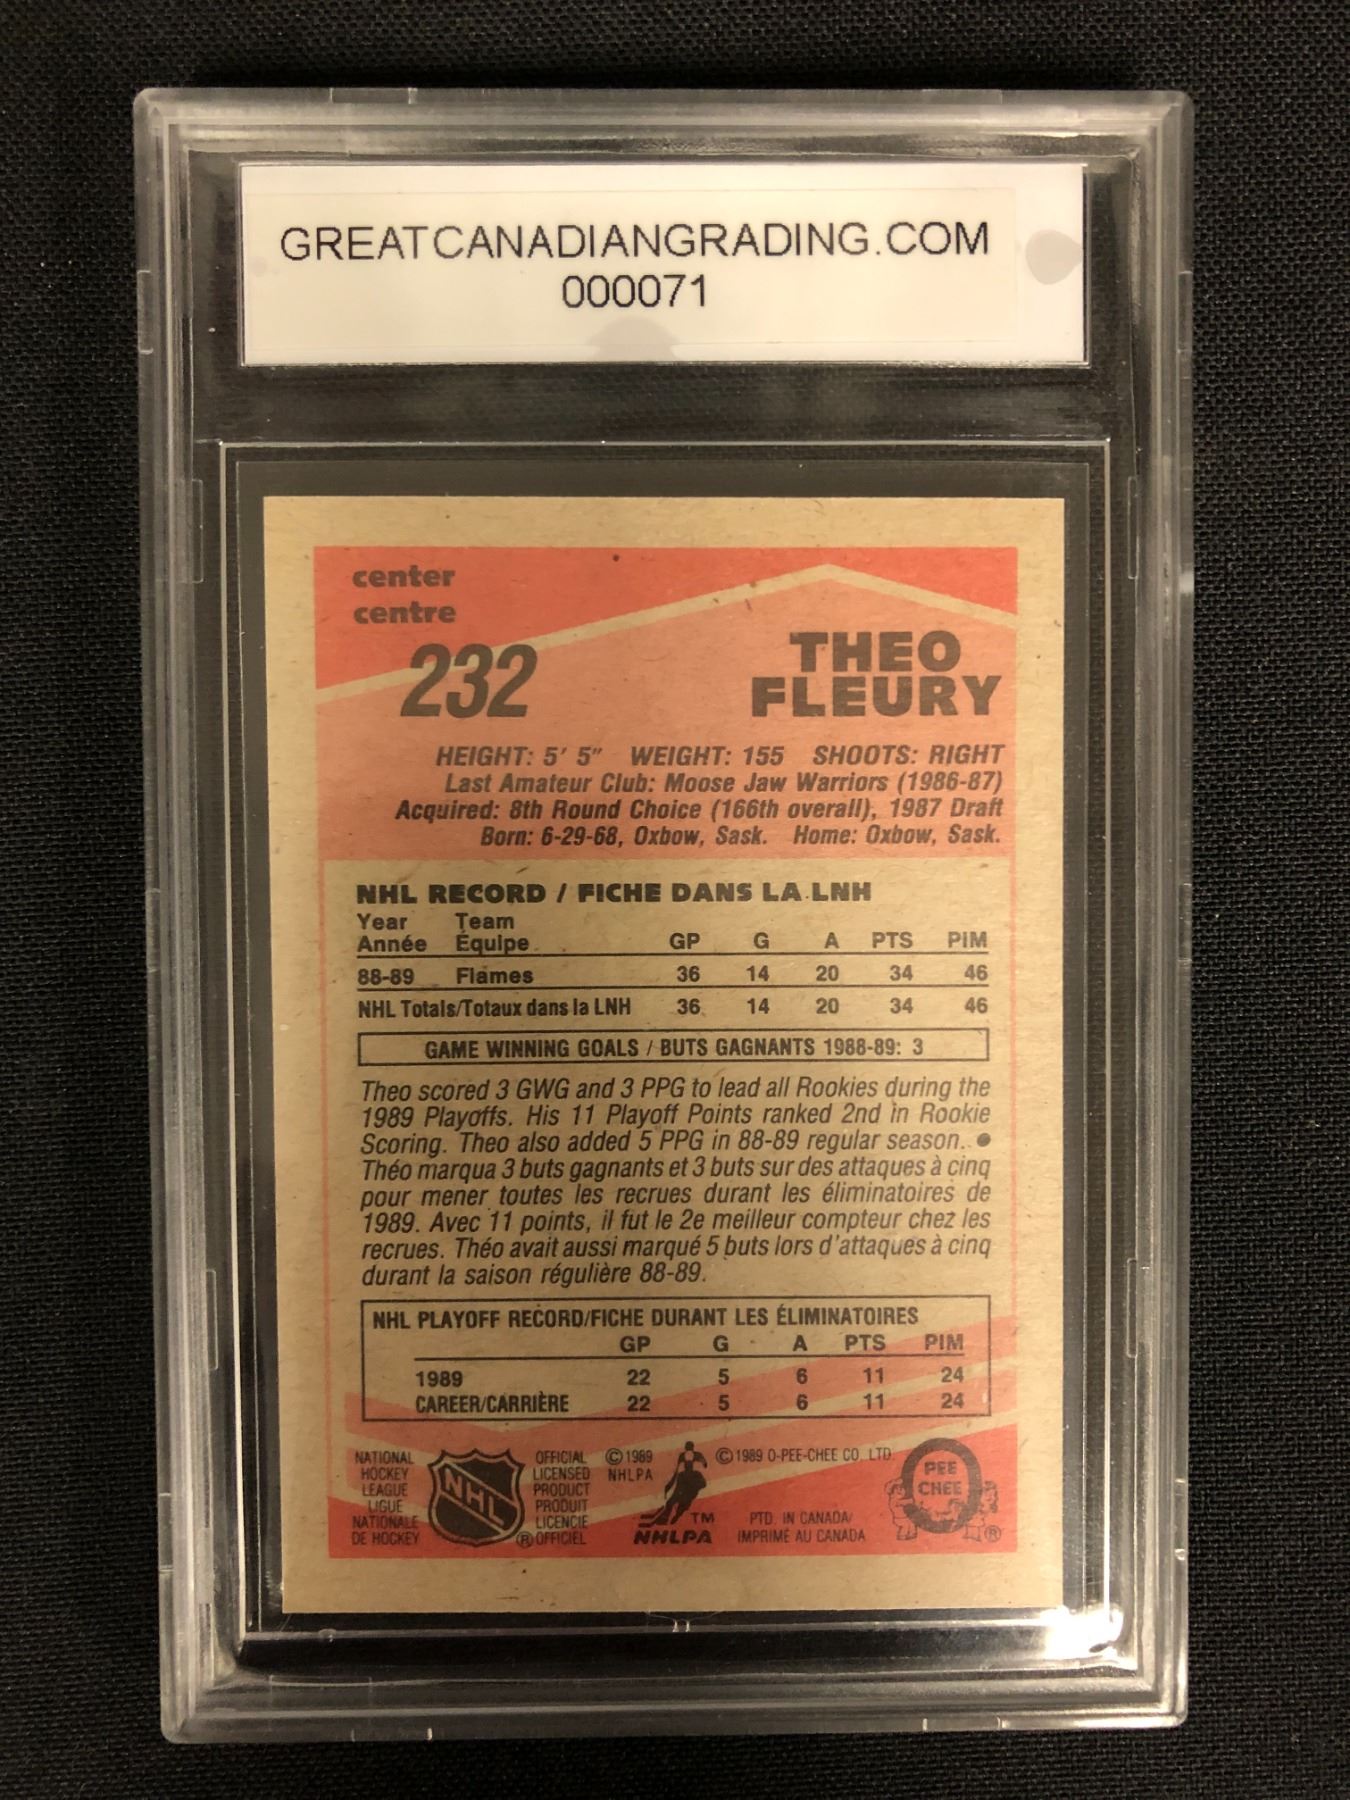 GREATCANADIANGRADING.COM
000071
center
centre
232
THEO
FLEURY
HEIGHT: 5' 5" WEIGHT: 155 SHOOTS: RIGHT
Last Amateur Club: Moose Jaw Warriors (1986-87)
Acquired: 8th Round Choice (166th overall), 1987 Draft
Born: 6-29-68, Oxbow, Sask. Home: Oxbow, Sask.
NHL RECORD / FICHE DANS LA LNH
Year Team
Année Équipe GP G A PTS PIM
88-89 Flames 36 14 20 34 46
NHL Totals/Totaux dans la LNH 36 14 20 34 46
GAME WINNING GOALS / BUTS GAGNANTS 1988-89: 3
Theo scored 3 GWG and 3 PPG to lead all Rookies during the
1989 Playoffs. His 11 Playoff Points ranked 2nd in Rookie
Scoring. Theo also added 5 PPG in 88-89 regular season. ●
Théo marqua 3 buts gagnants et 3 buts sur des attaques à cinq
pour mener toutes les recrues durant les éliminatoires de
1989. Avec 11 points, il fut le 2e meilleur compteur chez les
recrues. Théo avait aussi marqué 5 buts lors d'attaques à cinq
durant la saison régulière 88-89.
NHL PLAYOFF RECORD/FICHE DURANT LES ÉLIMINATOIRES
GP G A PTS PIM
1989 22 5 6 11 24
CAREER/CARRIÈRE 22 5 6 11 24
NATIONAL
HOCKEY
LEAGUE
LIGUE
NATIONALE
DE HOCKEY
NHL
OFFICIAL
LICENSED
PRODUCT
PRODUIT
LICENCIE
® OFFICIEL
© 1989
NHLPA
TM
NHLPA
© 1989 O-PEE-CHEE CO. LTD.
PTD. IN CANADA/
IMPRIMÉ AU CANADA
O
PEE
CHEE
®